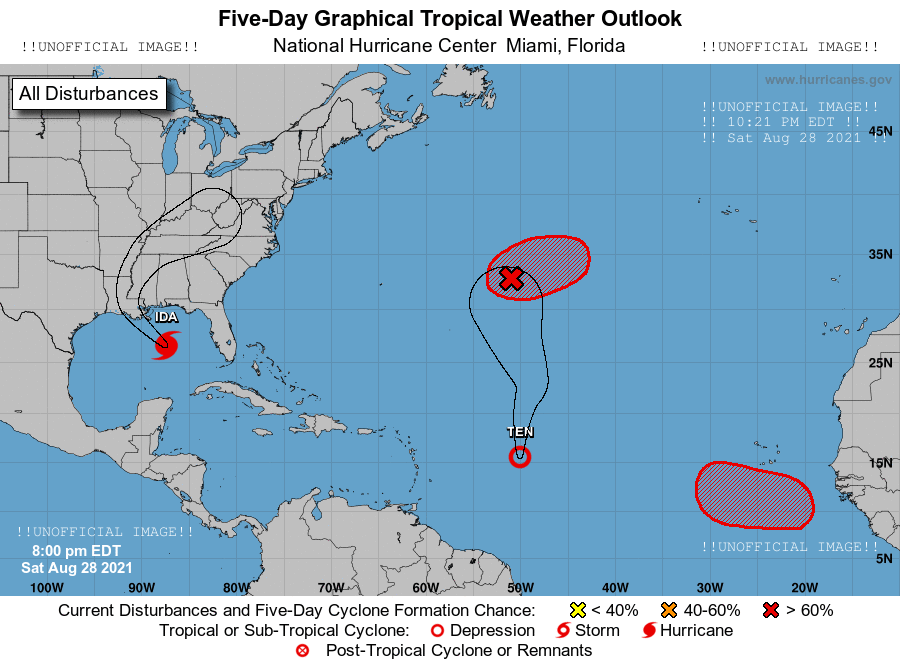 Five-Day Graphical Tropical Weather Outlook
!!UNOFFICIAL IMAGE!! National Hurricane Center Miami, Florida !!UNOFFICIAL IMAGE!!
www.hurricanes.gov
All Disturbances
!!UNOFFICIAL IMAGE!!
!! 10:21 PM EDT !!
!! Sat Aug 28 2021 !!
45N
35N
IDA
25N
TEN
15N
!!UNOFFICIAL IMAGE!!
!!UNOFFICIAL IMAGE!!
8:00 pm EDT
5N
Sat Aug 28 2021
100W 90W 80W 70W 60W 50W 40W 30W 20W
Current Disturbances and Five-Day Cyclone Formation Chance: < 40% 40-60% > 60%
Tropical or Sub-Tropical Cyclone: Depression Storm Hurricane
Post-Tropical Cyclone or Remnants